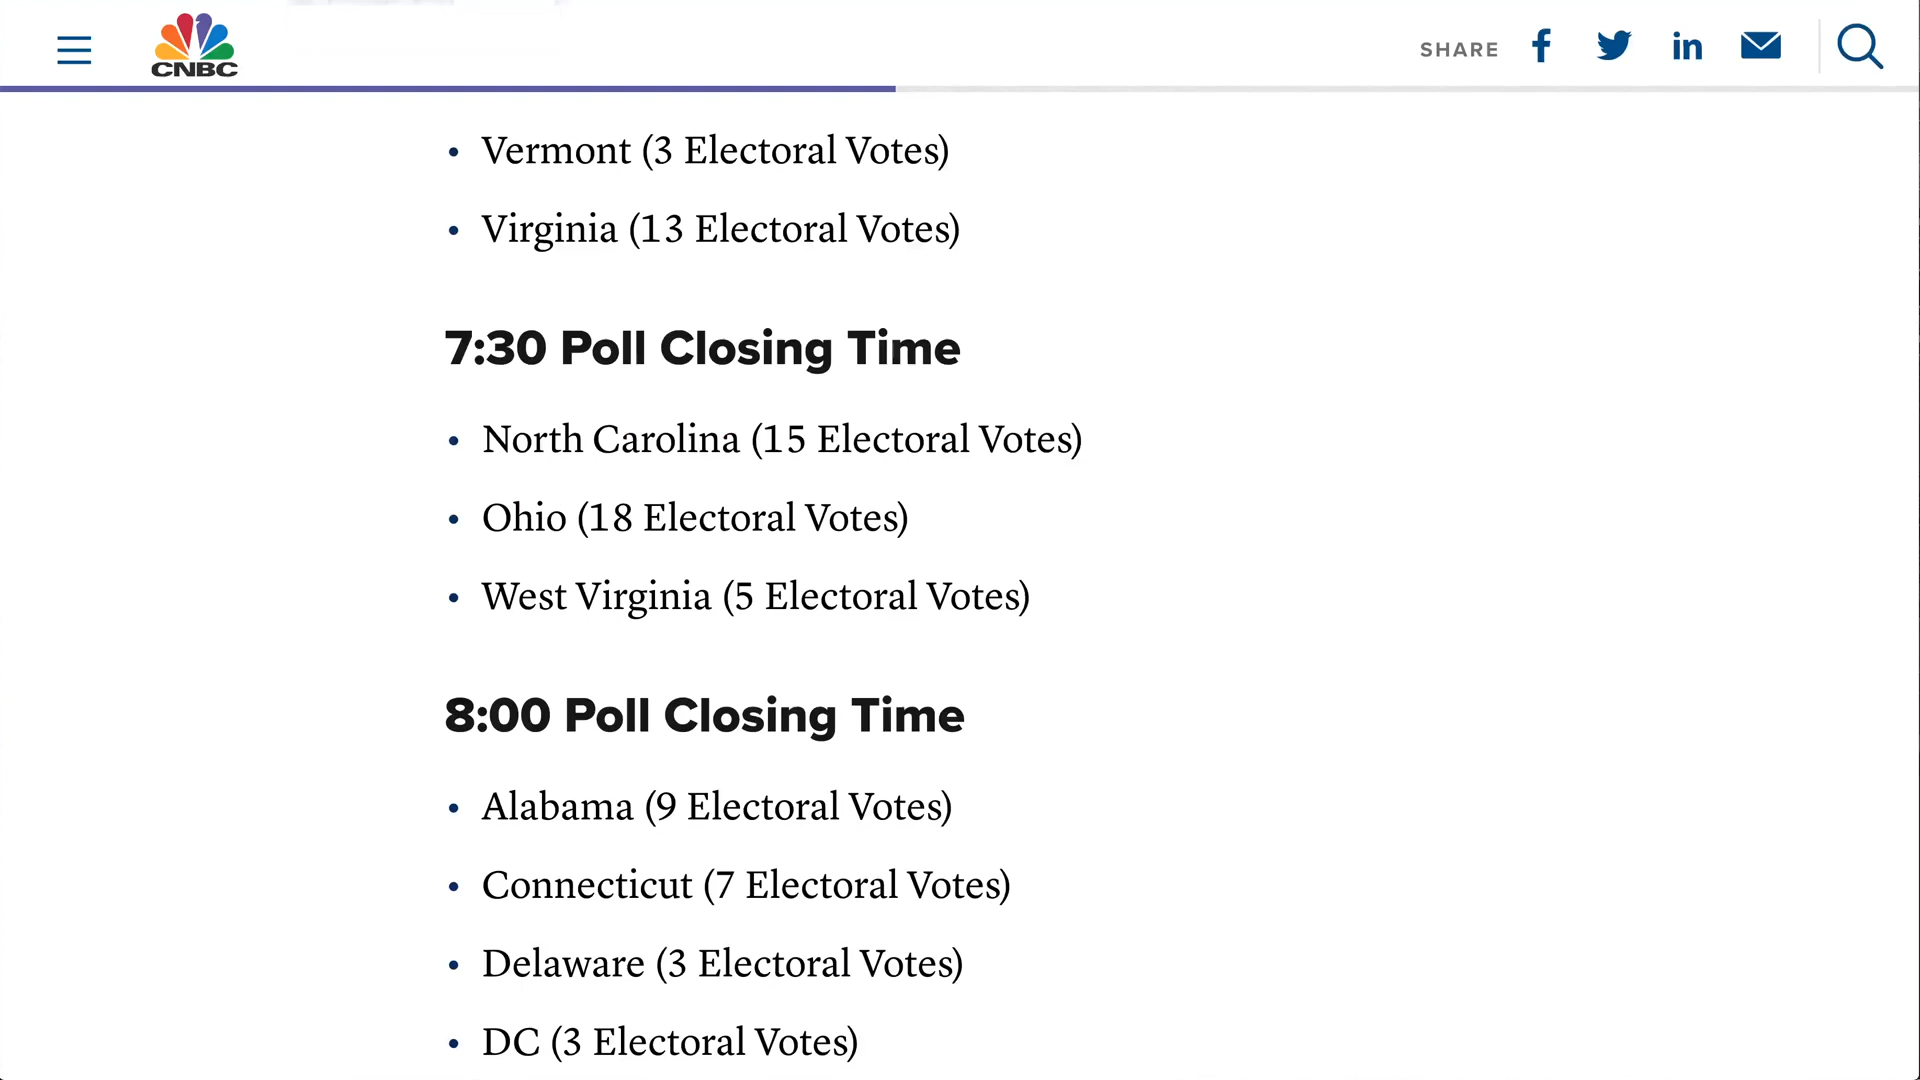 CNBC
SHARE
• Vermont (3 Electoral Votes)
• Virginia (13 Electoral Votes)
7:30 Poll Closing Time
• North Carolina (15 Electoral Votes)
• Ohio (18 Electoral Votes)
• West Virginia (5 Electoral Votes)
8:00 Poll Closing Time
• Alabama (9 Electoral Votes)
• Connecticut (7 Electoral Votes)
• Delaware (3 Electoral Votes)
• DC (3 Electoral Votes)